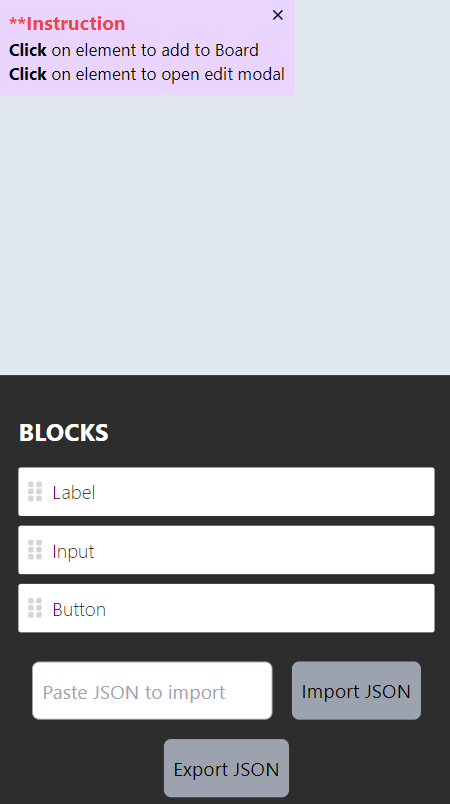 **Instruction
Click on element to add to Board
Click on element to open edit modal
BLOCKS
Label
Input
Button
Paste JSON to import
Import JSON
Export JSON